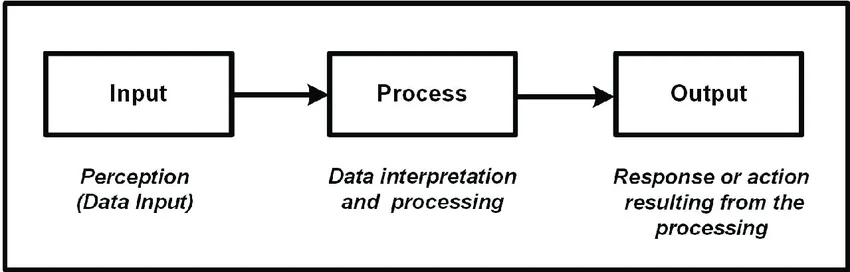 Input
Process
Output
Perception
(Data Input)
Data interpretation
and processing
Response or action
resulting from the
processing